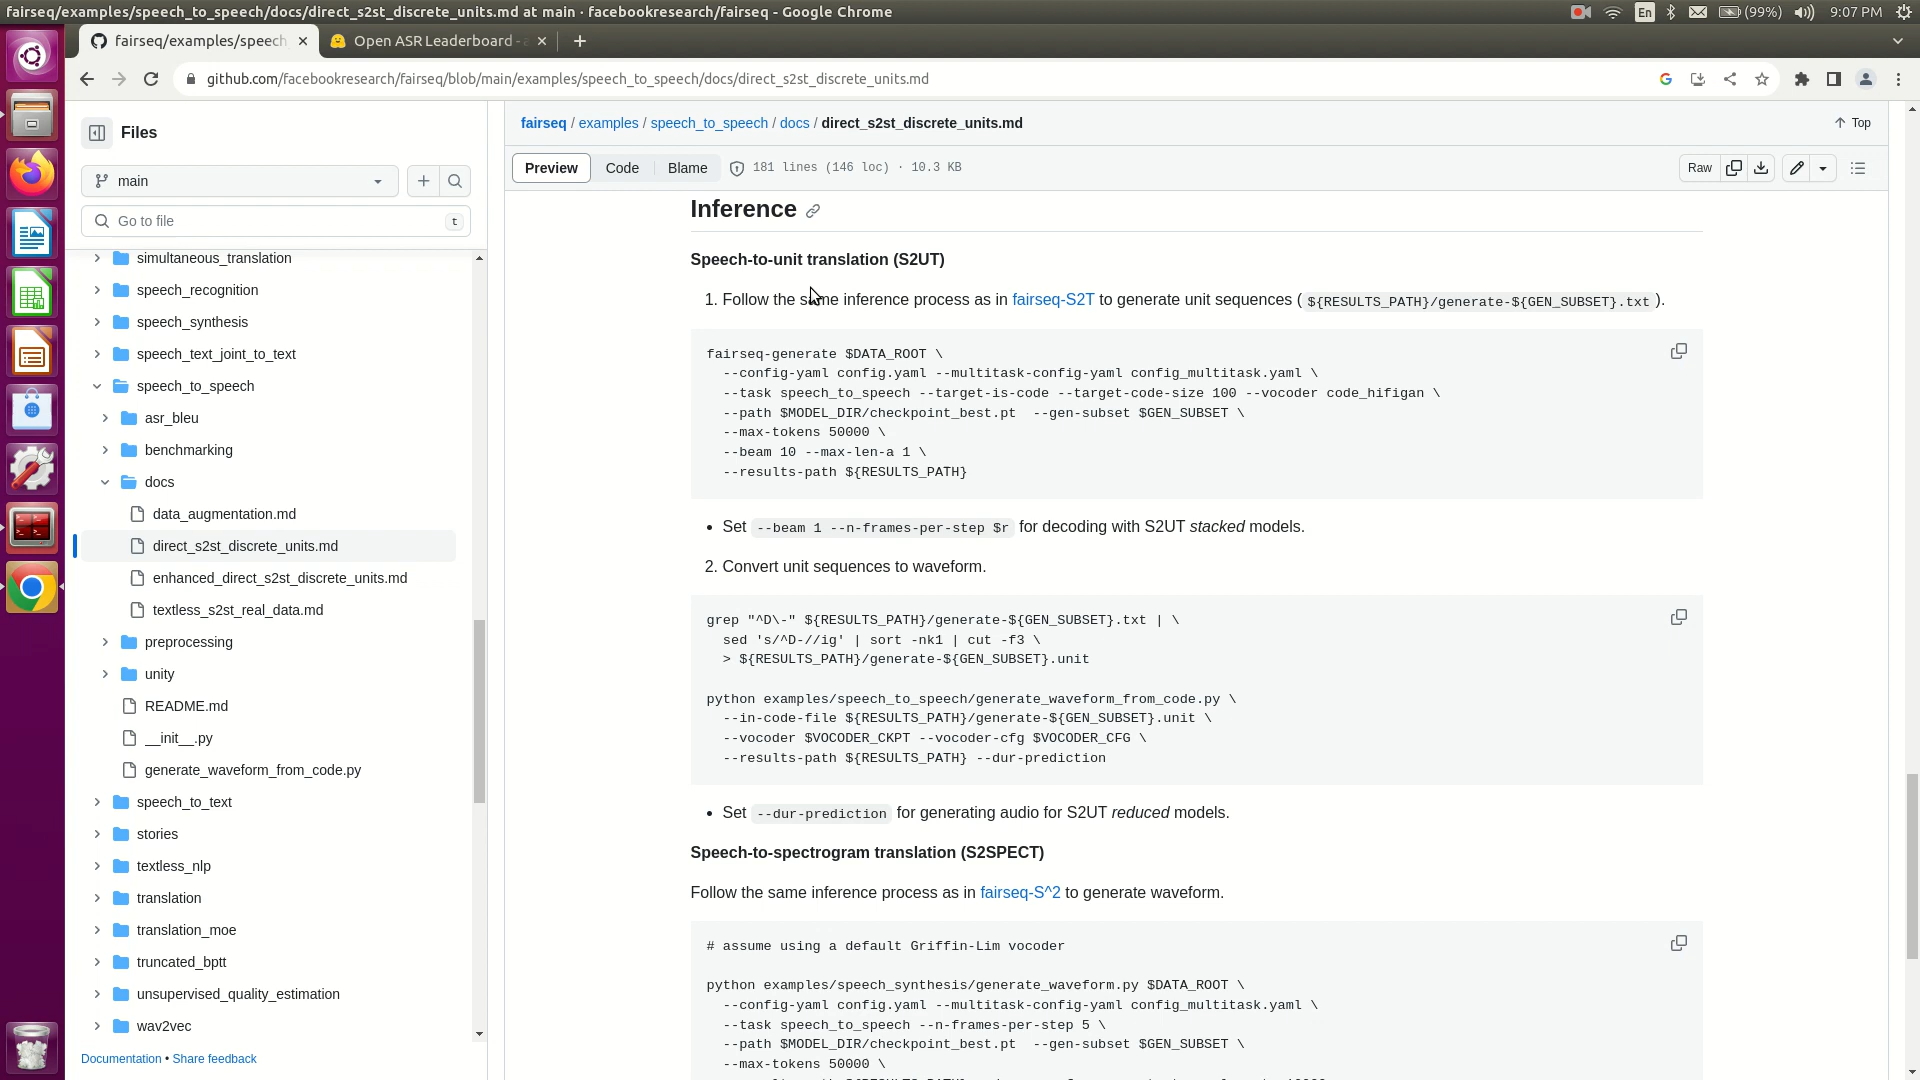 fairseq/examples/speech_to_speech/docs/direct_s2st_discrete_units.md at main · facebookresearch/fairseq - Google Chrome
En
(99%)
9:07 PM
fairseq/examples/speech_
Open ASR Leaderboard - a
github.com/facebookresearch/fairseq/blob/main/examples/speech_to_speech/docs/direct_s2st_discrete_units.md
Files
main
Go to file
t
simultaneous_translation
speech_recognition
speech_synthesis
speech_text_joint_to_text
speech_to_speech
asr_bleu
benchmarking
docs
data_augmentation.md
direct_s2st_discrete_units.md
enhanced_direct_s2st_discrete_units.md
textless_s2st_real_data.md
preprocessing
unity
README.md
__init__.py
generate_waveform_from_code.py
speech_to_text
stories
textless_nlp
translation
translation_moe
truncated_bptt
unsupervised_quality_estimation
wav2vec
Documentation • Share feedback
fairseq / examples / speech_to_speech / docs / direct_s2st_discrete_units.md
Top
Preview
Code
Blame
181 lines (146 loc) · 10.3 KB
Raw
Inference
Speech-to-unit translation (S2UT)
1. Follow the same inference process as in fairseq-S2T to generate unit sequences ( ${RESULTS_PATH}/generate-${GEN_SUBSET}.txt ).
fairseq-generate $DATA_ROOT \
--config-yaml config.yaml --multitask-config-yaml config_multitask.yaml \
--task speech_to_speech --target-is-code --target-code-size 100 --vocoder code_hifigan \
--path $MODEL_DIR/checkpoint_best.pt  --gen-subset $GEN_SUBSET \
--max-tokens 50000 \
--beam 10 --max-len-a 1 \
--results-path ${RESULTS_PATH}
• Set --beam 1 --n-frames-per-step $r for decoding with S2UT stacked models.
2. Convert unit sequences to waveform.
grep "^D\-" ${RESULTS_PATH}/generate-${GEN_SUBSET}.txt | \
sed 's/^D-//ig' | sort -nk1 | cut -f3 \
> ${RESULTS_PATH}/generate-${GEN_SUBSET}.unit
python examples/speech_to_speech/generate_waveform_from_code.py \
--in-code-file ${RESULTS_PATH}/generate-${GEN_SUBSET}.unit \
--vocoder $VOCODER_CKPT --vocoder-cfg $VOCODER_CFG \
--results-path ${RESULTS_PATH} --dur-prediction
• Set --dur-prediction for generating audio for S2UT reduced models.
Speech-to-spectrogram translation (S2SPECT)
Follow the same inference process as in fairseq-S^2 to generate waveform.
# assume using a default Griffin-Lim vocoder
python examples/speech_synthesis/generate_waveform.py $DATA_ROOT \
--config-yaml config.yaml --multitask-config-yaml config_multitask.yaml \
--task speech_to_speech --n-frames-per-step 5 \
--path $MODEL_DIR/checkpoint_best.pt  --gen-subset $GEN_SUBSET \
--max-tokens 50000 \